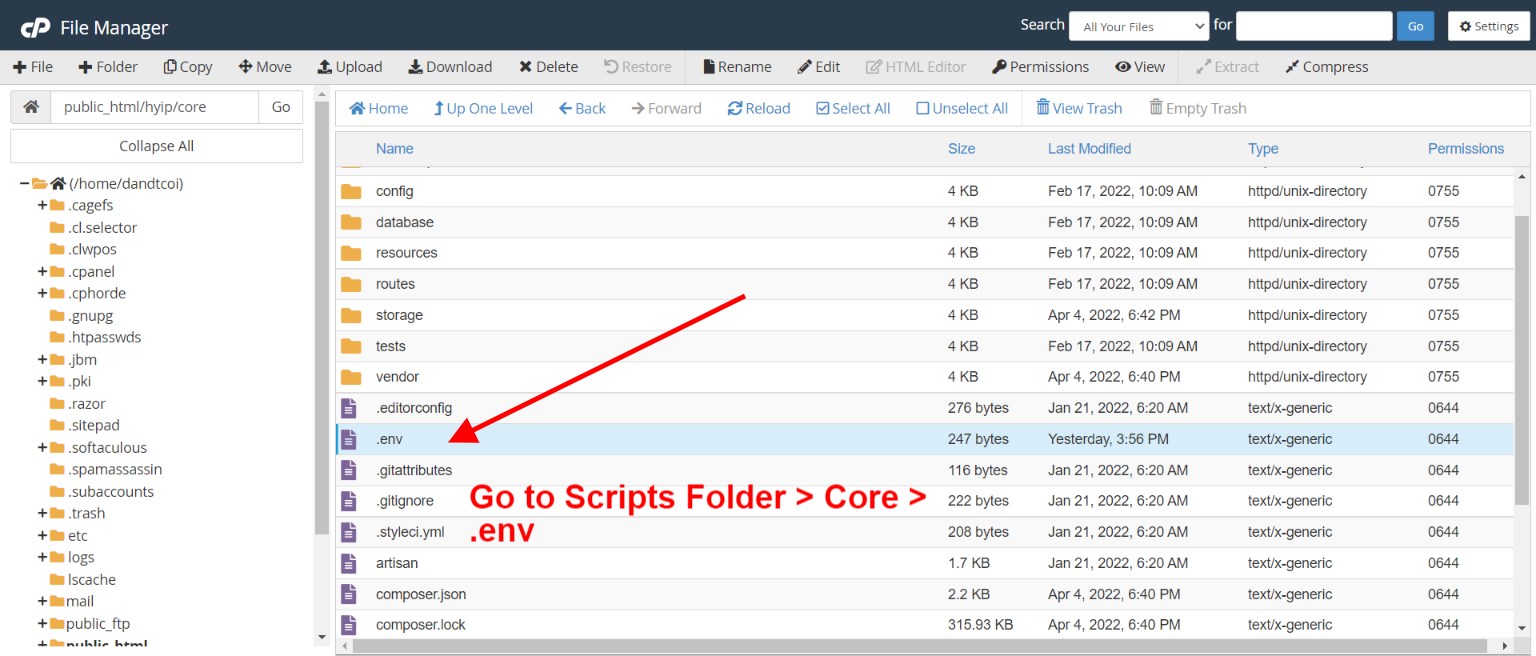 cP File Manager
Search All Your Files for Go Settings
File Folder Copy Move Upload Download Delete Restore Rename Edit HTML Editor Permissions View Extract Compress
public_html/hyip/core Go
Collapse All
(/home/dandtcoi)
.cagefs
.cl.selector
.clwpos
.cpanel
.cphorde
.gnupg
.htpasswds
.jbm
.pki
.razor
.sitepad
.softaculous
.spamassassin
.subaccounts
.trash
etc
logs
lscache
mail
public_ftp
public_html
Home Up One Level Back Forward Reload Select All Unselect All View Trash Empty Trash
Name Size Last Modified Type Permissions
config 4 KB Feb 17, 2022, 10:09 AM httpd/unix-directory 0755
database 4 KB Feb 17, 2022, 10:09 AM httpd/unix-directory 0755
resources 4 KB Feb 17, 2022, 10:09 AM httpd/unix-directory 0755
routes 4 KB Feb 17, 2022, 10:09 AM httpd/unix-directory 0755
storage 4 KB Apr 4, 2022, 6:42 PM httpd/unix-directory 0755
tests 4 KB Feb 17, 2022, 10:09 AM httpd/unix-directory 0755
vendor 4 KB Apr 4, 2022, 6:40 PM httpd/unix-directory 0755
.editorconfig 276 bytes Jan 21, 2022, 6:20 AM text/x-generic 0644
.env 247 bytes Yesterday, 3:56 PM text/x-generic 0644
.gitattributes 116 bytes Jan 21, 2022, 6:20 AM text/x-generic 0644
.gitignore 222 bytes Jan 21, 2022, 6:20 AM text/x-generic 0644
.styleci.yml 208 bytes Jan 21, 2022, 6:20 AM text/x-generic 0644
artisan 1.7 KB Jan 21, 2022, 6:20 AM text/x-generic 0644
composer.json 2.2 KB Apr 4, 2022, 6:40 PM text/x-generic 0644
composer.lock 315.93 KB Apr 4, 2022, 6:40 PM text/x-generic 0644
Go to Scripts Folder > Core >
.env